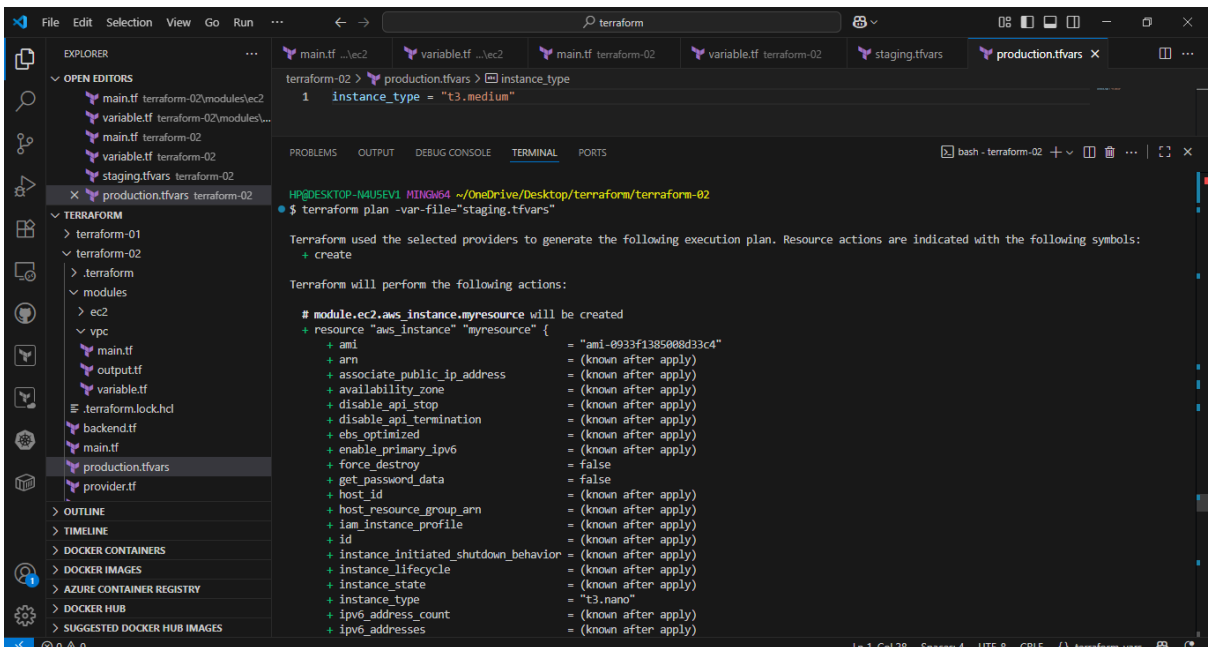 File Edit Selection View Go Run ··· terraform
EXPLORER ···
OPEN EDITORS
main.tf terraform-02\modules\ec2
variable.tf terraform-02\modules\...
main.tf terraform-02
variable.tf terraform-02
staging.tfvars terraform-02
production.tfvars terraform-02
TERRAFORM
terraform-01
terraform-02
.terraform
modules
ec2
vpc
main.tf
output.tf
variable.tf
.terraform.lock.hcl
backend.tf
main.tf
production.tfvars
provider.tf
OUTLINE
TIMELINE
DOCKER CONTAINERS
DOCKER IMAGES
AZURE CONTAINER REGISTRY
DOCKER HUB
SUGGESTED DOCKER HUB IMAGES
1
main.tf ...\ec2 variable.tf ...\ec2 main.tf terraform-02 variable.tf terraform-02 staging.tfvars production.tfvars
terraform-02 > production.tfvars > instance_type
1 instance_type = "t3.medium"
PROBLEMS OUTPUT DEBUG CONSOLE TERMINAL PORTS bash - terraform-02
HP@DESKTOP-N4USEV1 MINGW64 ~/OneDrive/Desktop/terraform/terraform-02
$ terraform plan -var-file="staging.tfvars"
Terraform used the selected providers to generate the following execution plan. Resource actions are indicated with the following symbols:
+ create
Terraform will perform the following actions:
# module.ec2.aws_instance.myresource will be created
+ resource "aws_instance" "myresource" {
+ ami = "ami-0933f1385008d33c4"
+ arn = (known after apply)
+ associate_public_ip_address = (known after apply)
+ availability_zone = (known after apply)
+ disable_api_stop = (known after apply)
+ disable_api_termination = (known after apply)
+ ebs_optimized = (known after apply)
+ enable_primary_ipv6 = (known after apply)
+ force_destroy = false
+ get_password_data = false
+ host_id = (known after apply)
+ host_resource_group_arn = (known after apply)
+ iam_instance_profile = (known after apply)
+ id = (known after apply)
+ instance_initiated_shutdown_behavior = (known after apply)
+ instance_lifecycle = (known after apply)
+ instance_state = (known after apply)
+ instance_type = "t3.nano"
+ ipv6_address_count = (known after apply)
+ ipv6_addresses = (known after apply)